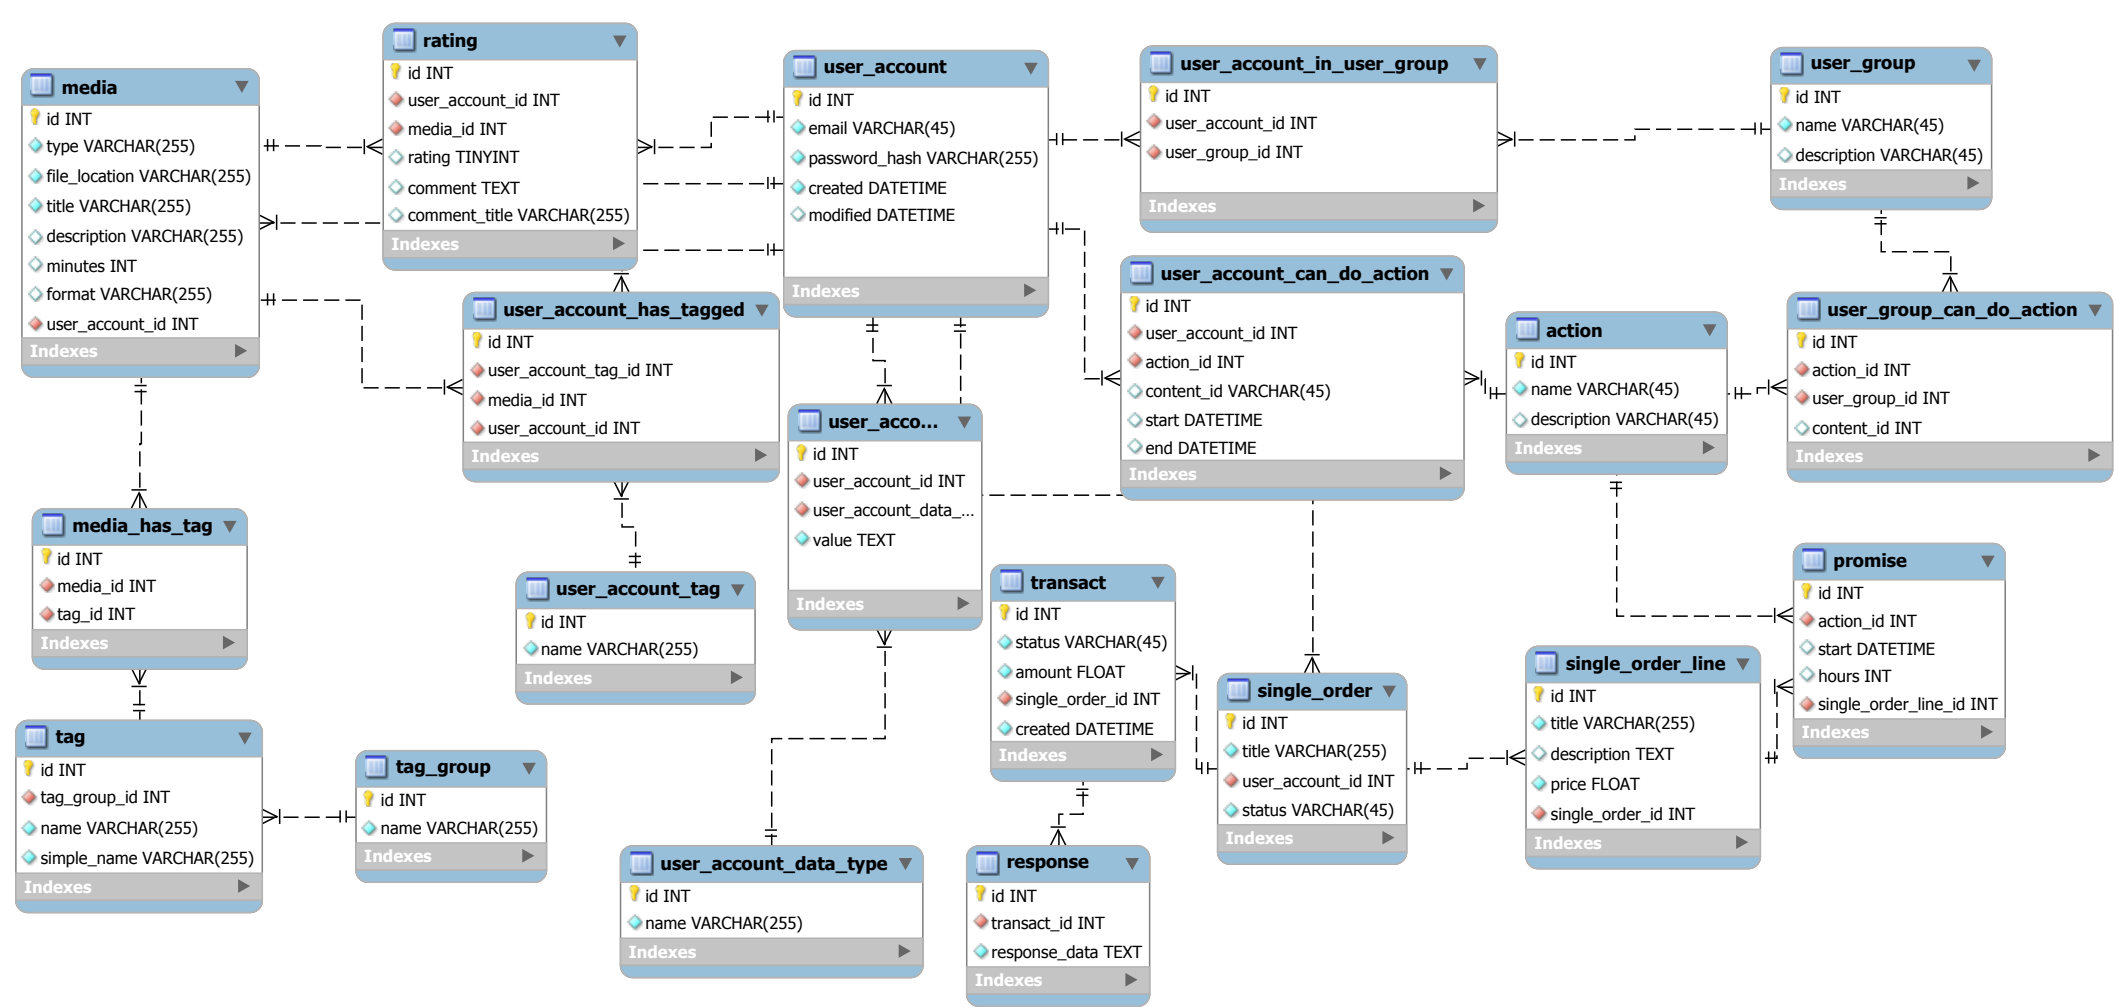 media
id INT
type VARCHAR(255)
file_location VARCHAR(255)
title VARCHAR(255)
description VARCHAR(255)
minutes INT
format VARCHAR(255)
user_account_id INT
Indexes
rating
id INT
user_account_id INT
media_id INT
rating TINYINT
comment TEXT
comment_title VARCHAR(255)
Indexes
user_account
id INT
email VARCHAR(45)
password_hash VARCHAR(255)
created DATETIME
modified DATETIME
Indexes
user_account_in_user_group
id INT
user_account_id INT
user_group_id INT
Indexes
user_group
id INT
name VARCHAR(45)
description VARCHAR(45)
Indexes
user_account_has_tagged
id INT
user_account_tag_id INT
media_id INT
user_account_id INT
Indexes
user_acco...
id INT
user_account_id INT
user_account_data_...
value TEXT
Indexes
user_account_can_do_action
id INT
user_account_id INT
action_id INT
content_id VARCHAR(45)
start DATETIME
end DATETIME
Indexes
action
id INT
name VARCHAR(45)
description VARCHAR(45)
Indexes
user_group_can_do_action
id INT
action_id INT
user_group_id INT
content_id INT
Indexes
media_has_tag
id INT
media_id INT
tag_id INT
Indexes
user_account_tag
id INT
name VARCHAR(255)
Indexes
transact
id INT
status VARCHAR(45)
amount FLOAT
single_order_id INT
created DATETIME
Indexes
single_order
id INT
title VARCHAR(255)
user_account_id INT
status VARCHAR(45)
Indexes
single_order_line
id INT
title VARCHAR(255)
description TEXT
price FLOAT
single_order_id INT
Indexes
promise
id INT
action_id INT
start DATETIME
hours INT
single_order_line_id INT
Indexes
tag
id INT
tag_group_id INT
name VARCHAR(255)
simple_name VARCHAR(255)
Indexes
tag_group
id INT
name VARCHAR(255)
Indexes
user_account_data_type
id INT
name VARCHAR(255)
Indexes
response
id INT
transact_id INT
response_data TEXT
Indexes